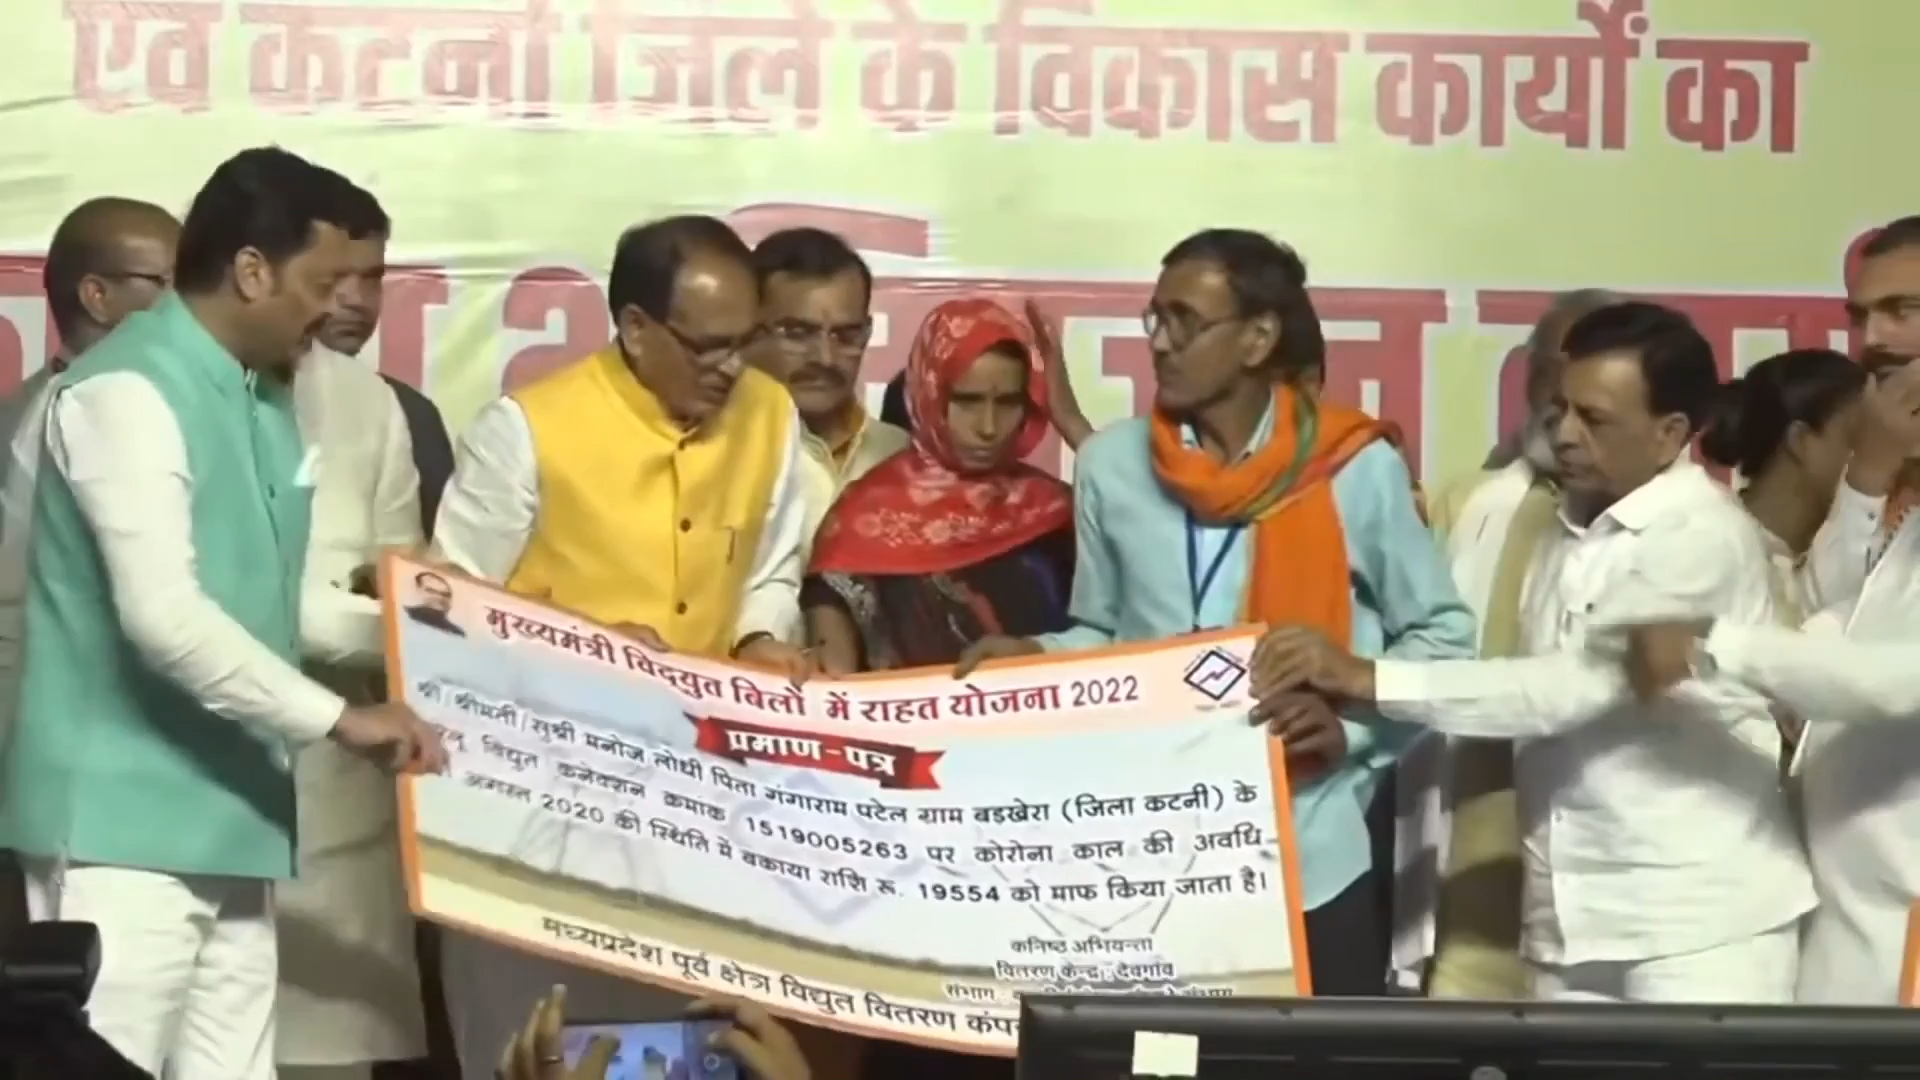 एवं कटनी जिले के विकास कार्यों का
मुख्यमंत्री विद्युत बिलों में राहत योजना 2022
प्रमाण-पत्र
श्री/श्रीमती/सुश्री मनोज लोधी पिता गंगाराम पटेल ग्राम बडखेरा (जिला कटनी) के
विद्युत कनेक्शन क्रमांक 1519005263 पर कोरोना काल की अवधि
अगस्त 2020 की स्थिति में बकाया राशि रू. 19554 को माफ किया जाता है।
कनिष्ठ अभियन्ता
वितरण केन्द्र : देवगांव
संभाग
मध्यप्रदेश पूर्व क्षेत्र विद्युत वितरण